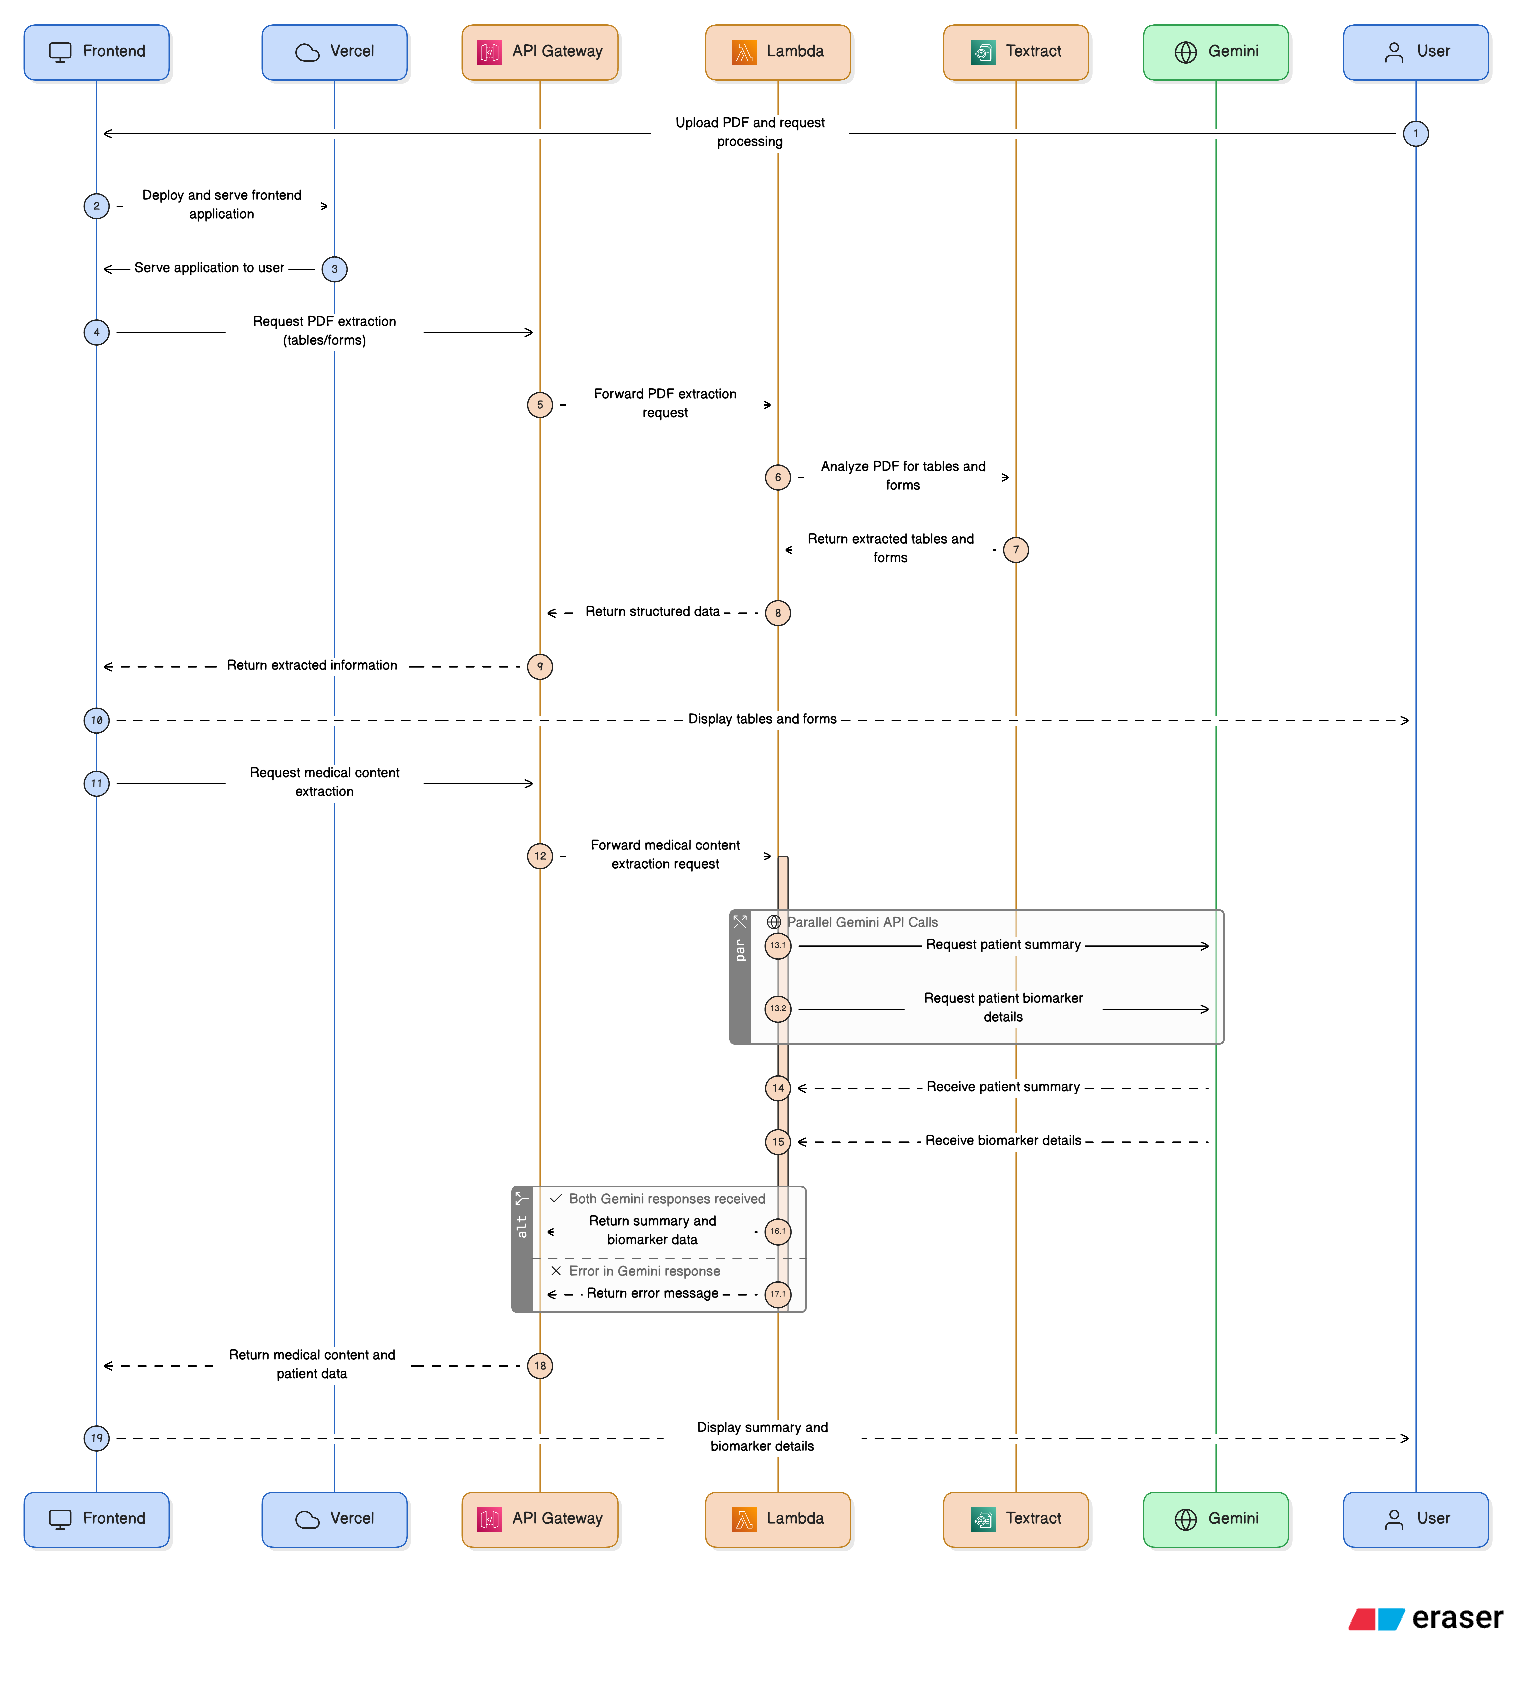 Frontend
Vercel
API Gateway
Lambda
Textract
Gemini
User
Upload PDF and request
processing
1
2
Deploy and serve frontend
application
Serve application to user
3
4
Request PDF extraction
(tables/forms)
5
Forward PDF extraction
request
6
Analyze PDF for tables and
forms
Return extracted tables and
forms
7
Return structured data
8
Return extracted information
9
10
Display tables and forms
11
Request medical content
extraction
12
Forward medical content
extraction request
par
Parallel Gemini API Calls
13.1
Request patient summary
13.2
Request patient biomarker
details
14
Receive patient summary
15
Receive biomarker details
alt
Both Gemini responses received
Return summary and
biomarker data
16.1
Error in Gemini response
Return error message
17.1
Return medical content and
patient data
18
19
Display summary and
biomarker details
Frontend
Vercel
API Gateway
Lambda
Textract
Gemini
User
eraser